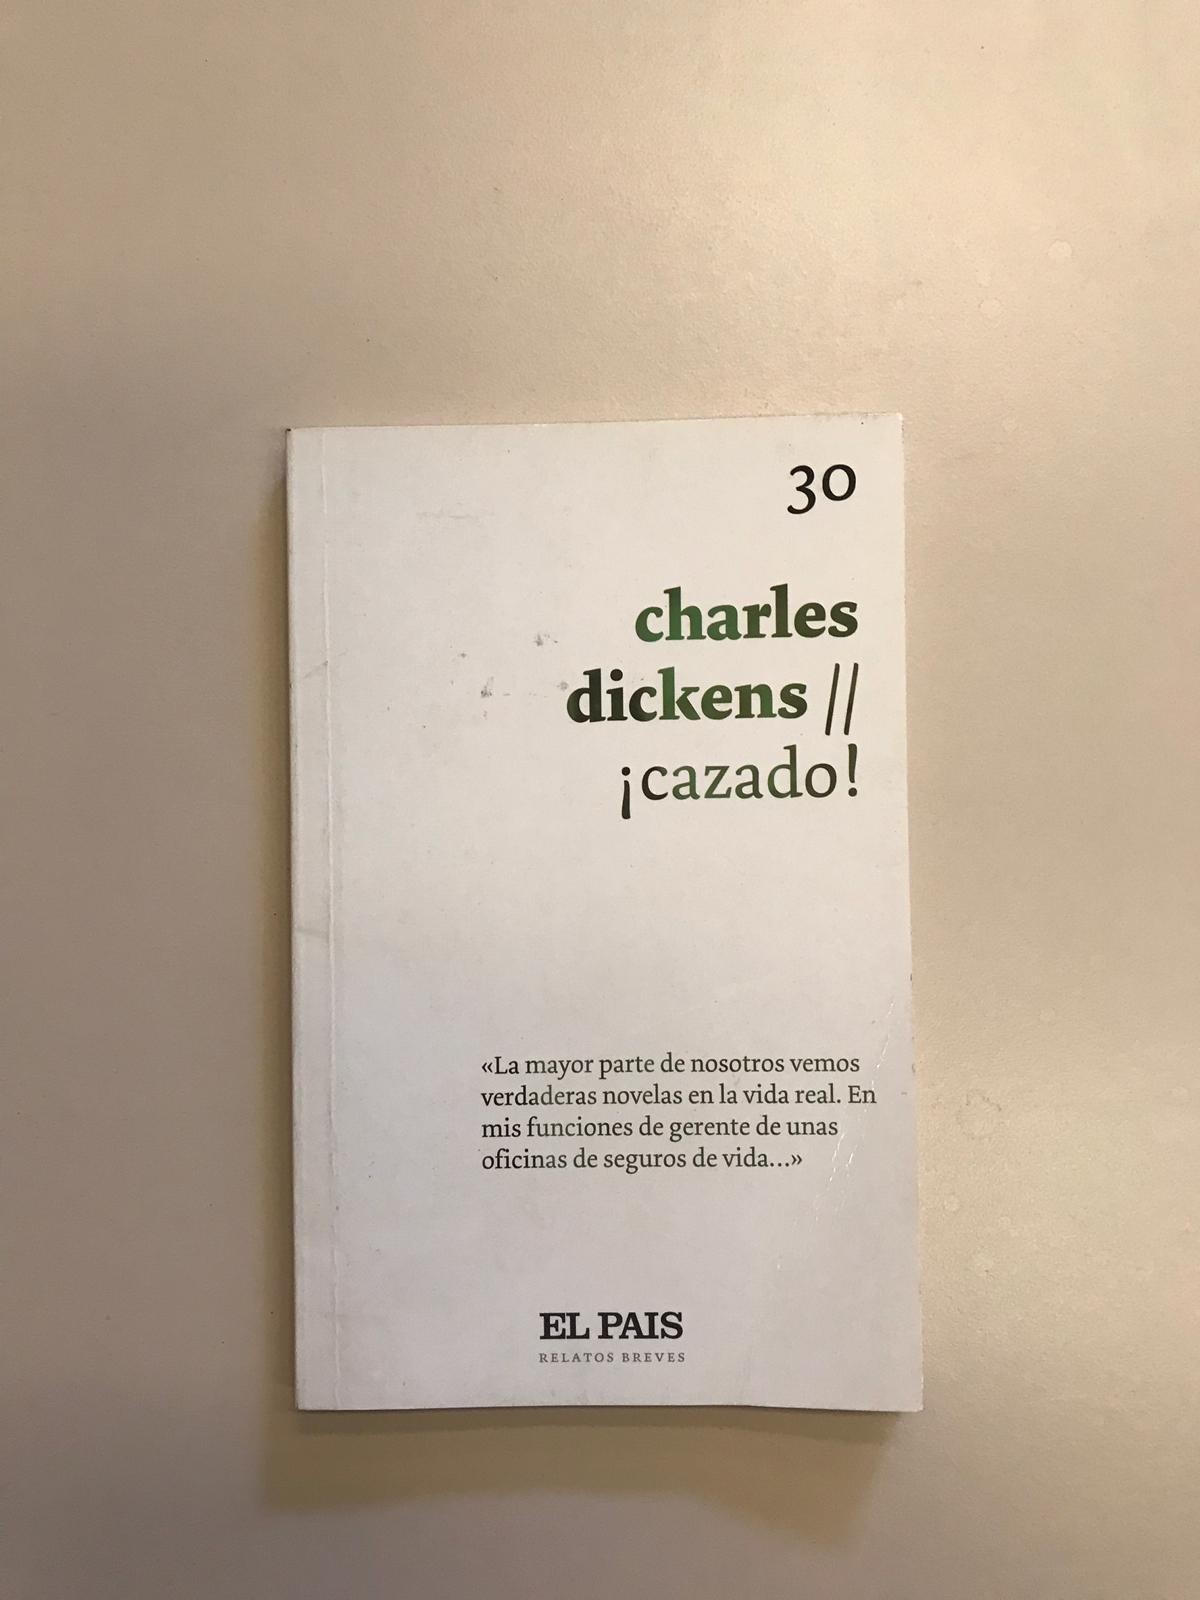 30
charles
dickens //
¡cazado!
«La mayor parte de nosotros vemos
verdaderas novelas en la vida real. En
mis funciones de gerente de unas
oficinas de seguros de vida...»
EL PAIS
RELATOS BREVES